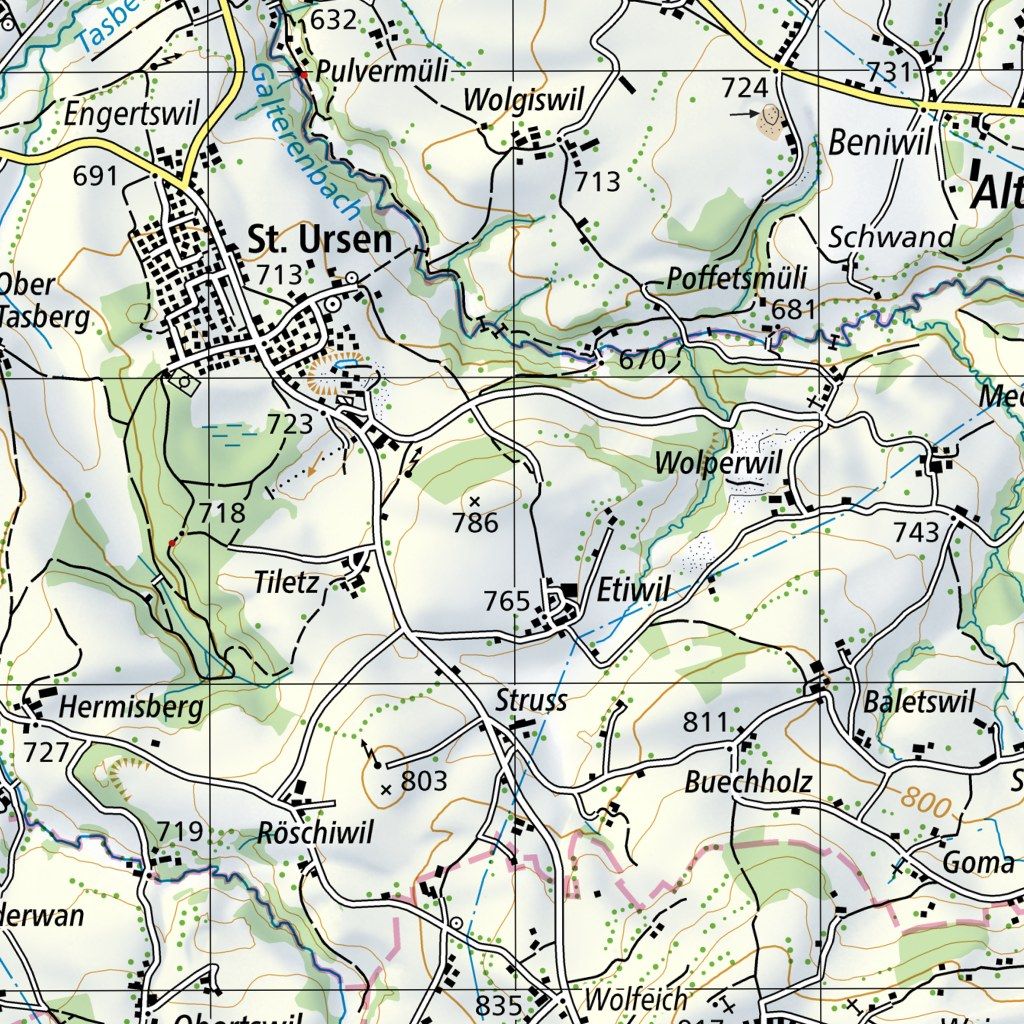 632
Tasbe
Pulvermüli
724
731
Wolgiswil
Engertswil
Galterenbach
Beniwil
691
713
Alt
St. Ursen
Schwand
713
Poffetsmüli
Ober
Tasberg
681
670
723
Wolperwil
718
786
743
Tiletz
765
Etiwil
Hermisberg
Struss
Baletswil
727
811
803
Buechholz
800
719
Röschiwil
Goma
835
Wolfeich